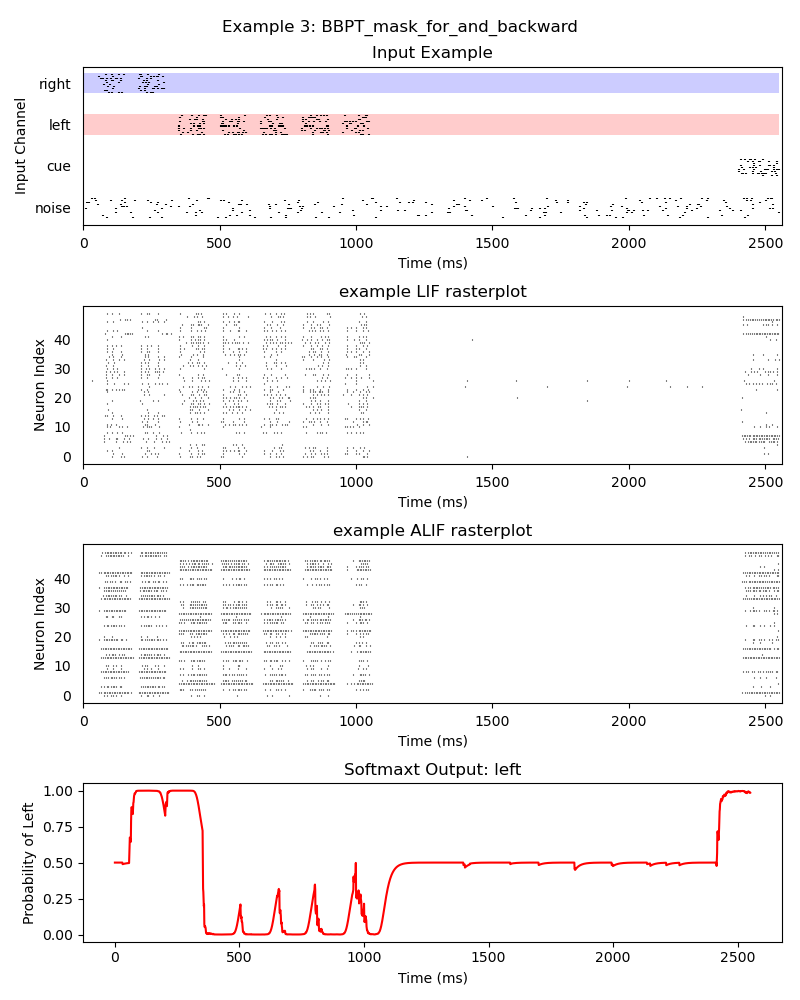 Example 3: BBPT_mask_for_and_backward
Input Example
Input Channel
right
left
cue
noise
0 500 1000 1500 2000 2500
Time (ms)
example LIF rasterplot
Neuron Index
40
30
20
10
0
0 500 1000 1500 2000 2500
Time (ms)
example ALIF rasterplot
Neuron Index
40
30
20
10
0
0 500 1000 1500 2000 2500
Time (ms)
Softmaxt Output: left
Probability of Left
1.00
0.75
0.50
0.25
0.00
0 500 1000 1500 2000 2500
Time (ms)